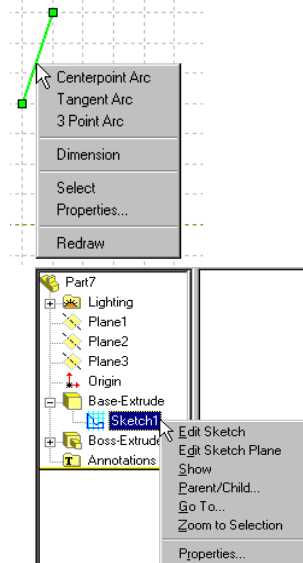 Centerpoint Arc
Tangent Arc
3 Point Arc
Dimension
Select
Properties...
Redraw
Part7
Lighting
Plane1
Plane2
Plane3
Origin
Base-Extrude
Sketch1
Boss-Extrude
Annotations
Edit Sketch
Edit Sketch Plane
Show
Parent/Child...
Go To...
Zoom to Selection
Properties...